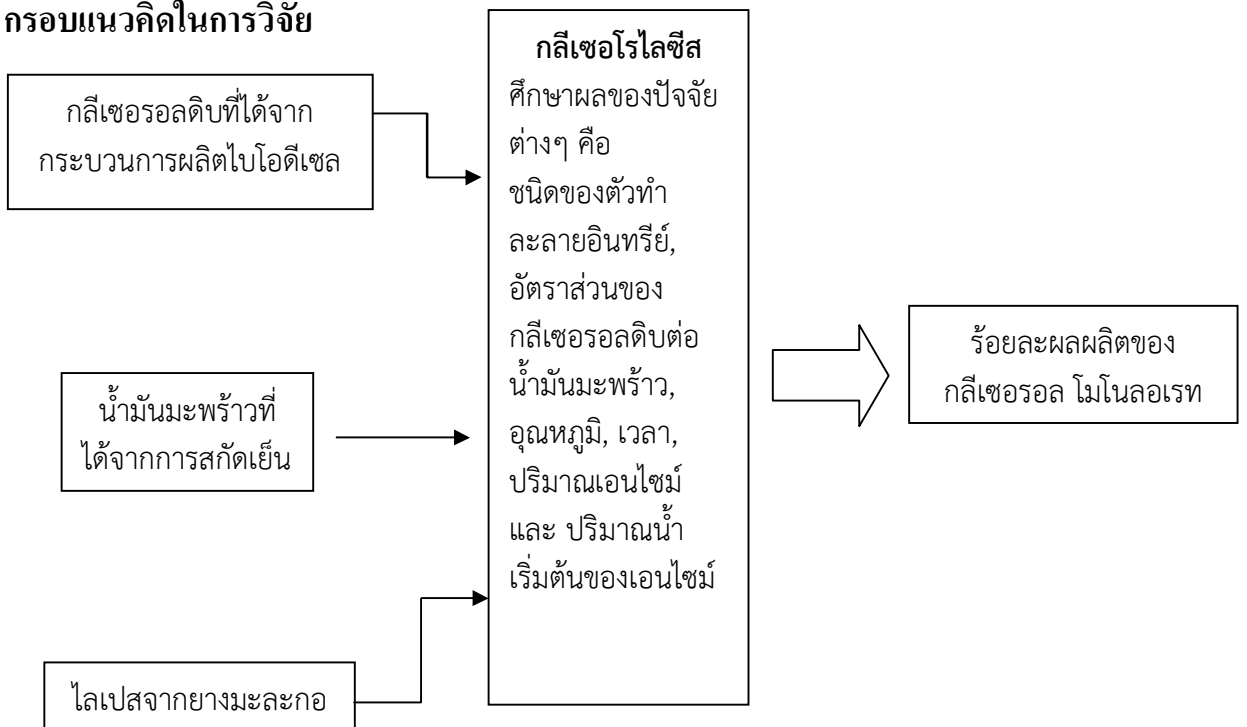 กรอบแนวคิดในการวิจัย
กลีเซอรอลดิบที่ได้จาก
กระบวนการผลิตไบโอดีเซล
น้ำมันมะพร้าวที่
ได้จากการสกัดเย็น
ไลเปสจากยางมะละกอ
กลีเซอโรไลซีส
ศึกษาผลของปัจจัย
ต่างๆ คือ
ชนิดของตัวทำ
ละลายอินทรีย์,
อัตราส่วนของ
กลีเซอรอลดิบต่อ
น้ำมันมะพร้าว,
อุณหภูมิ, เวลา,
ปริมาณเอนไซม์
และ ปริมาณน้ำ
เริ่มต้นของเอนไซม์
ร้อยละผลผลิตของ
กลีเซอรอล โมโนลอเรท